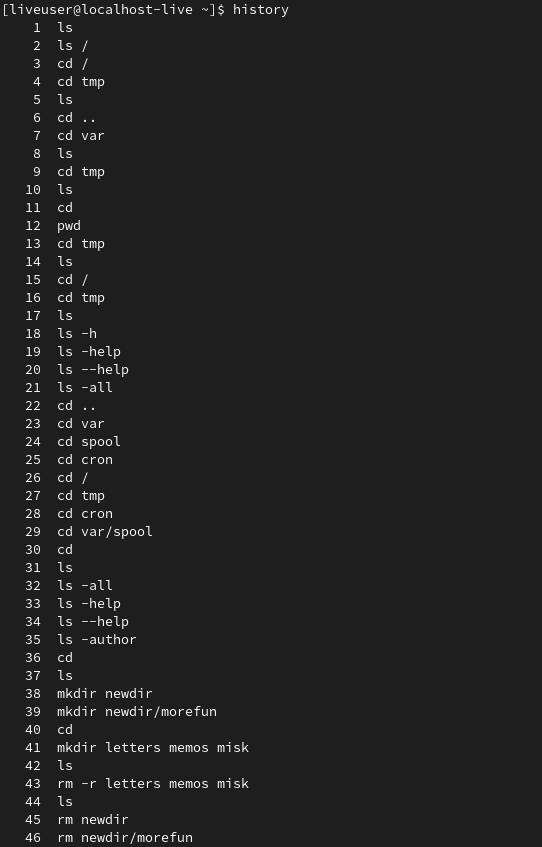 [liveuser@localhost-live ~]$ history
1 ls
2 ls /
3 cd /
4 cd tmp
5 ls
6 cd ..
7 cd var
8 ls
9 cd tmp
10 ls
11 cd
12 pwd
13 cd tmp
14 ls
15 cd /
16 cd tmp
17 ls
18 ls -h
19 ls -help
20 ls --help
21 ls -all
22 cd ..
23 cd var
24 cd spool
25 cd cron
26 cd /
27 cd tmp
28 cd cron
29 cd var/spool
30 cd
31 ls
32 ls -all
33 ls -help
34 ls --help
35 ls -author
36 cd
37 ls
38 mkdir newdir
39 mkdir newdir/morefun
40 cd
41 mkdir letters memos misk
42 ls
43 rm -r letters memos misk
44 ls
45 rm newdir
46 rm newdir/morefun